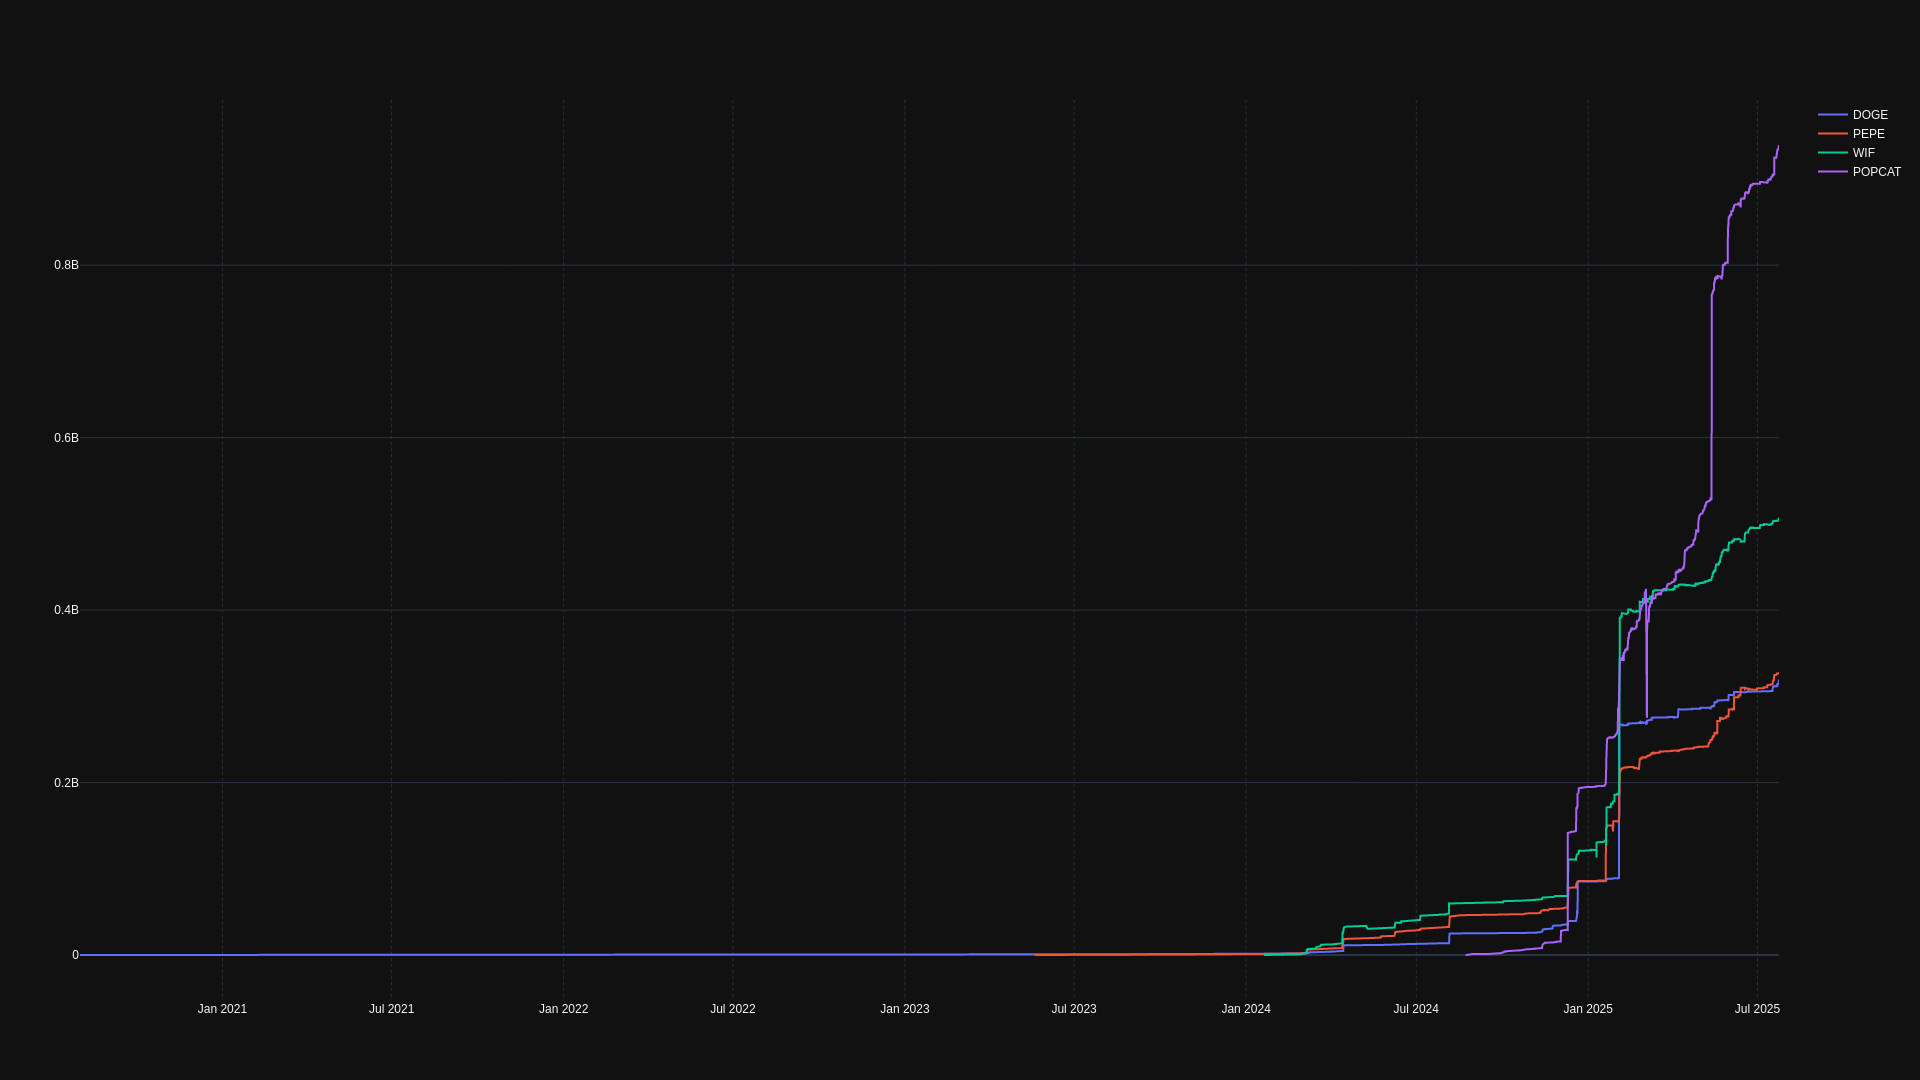 DOGE
PEPE
WIF
POPCAT
0.8B
0.6B
0.4B
0.2B
0
Jan 2021
Jul 2021
Jan 2022
Jul 2022
Jan 2023
Jul 2023
Jan 2024
Jul 2024
Jan 2025
Jul 2025